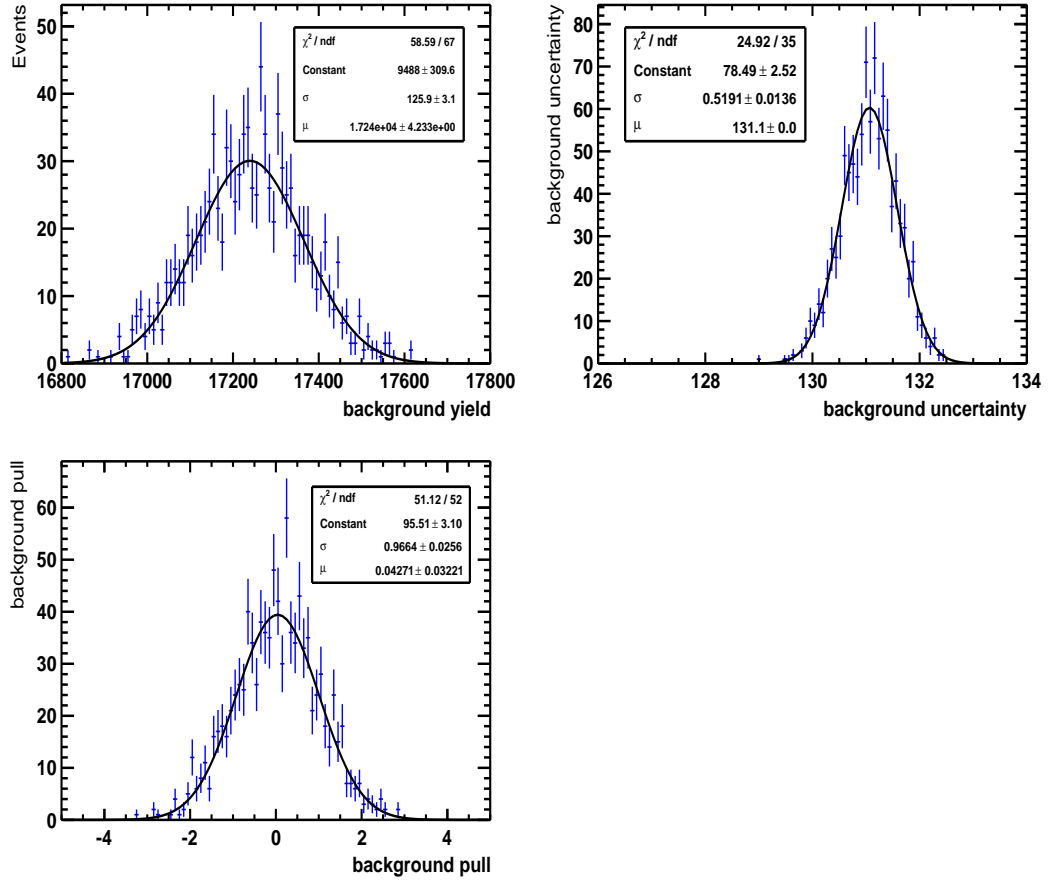 Events
50
40
30
20
10
0
χ² / ndf 58.59 / 67
Constant 9488 ± 309.6
σ 125.9 ± 3.1
μ 1.724e+04 ± 4.233e+00
16800 17000 17200 17400 17600 17800
background yield
background uncertainty
80
70
60
50
40
30
20
10
0
χ² / ndf 24.92 / 35
Constant 78.49 ± 2.52
σ 0.5191 ± 0.0136
μ 131.1 ± 0.0
126 128 130 132 134
background uncertainty
background pull
60
50
40
30
20
10
0
χ² / ndf 51.12 / 52
Constant 95.51 ± 3.10
σ 0.9664 ± 0.0256
μ 0.04271 ± 0.03221
-4 -2 0 2 4
background pull